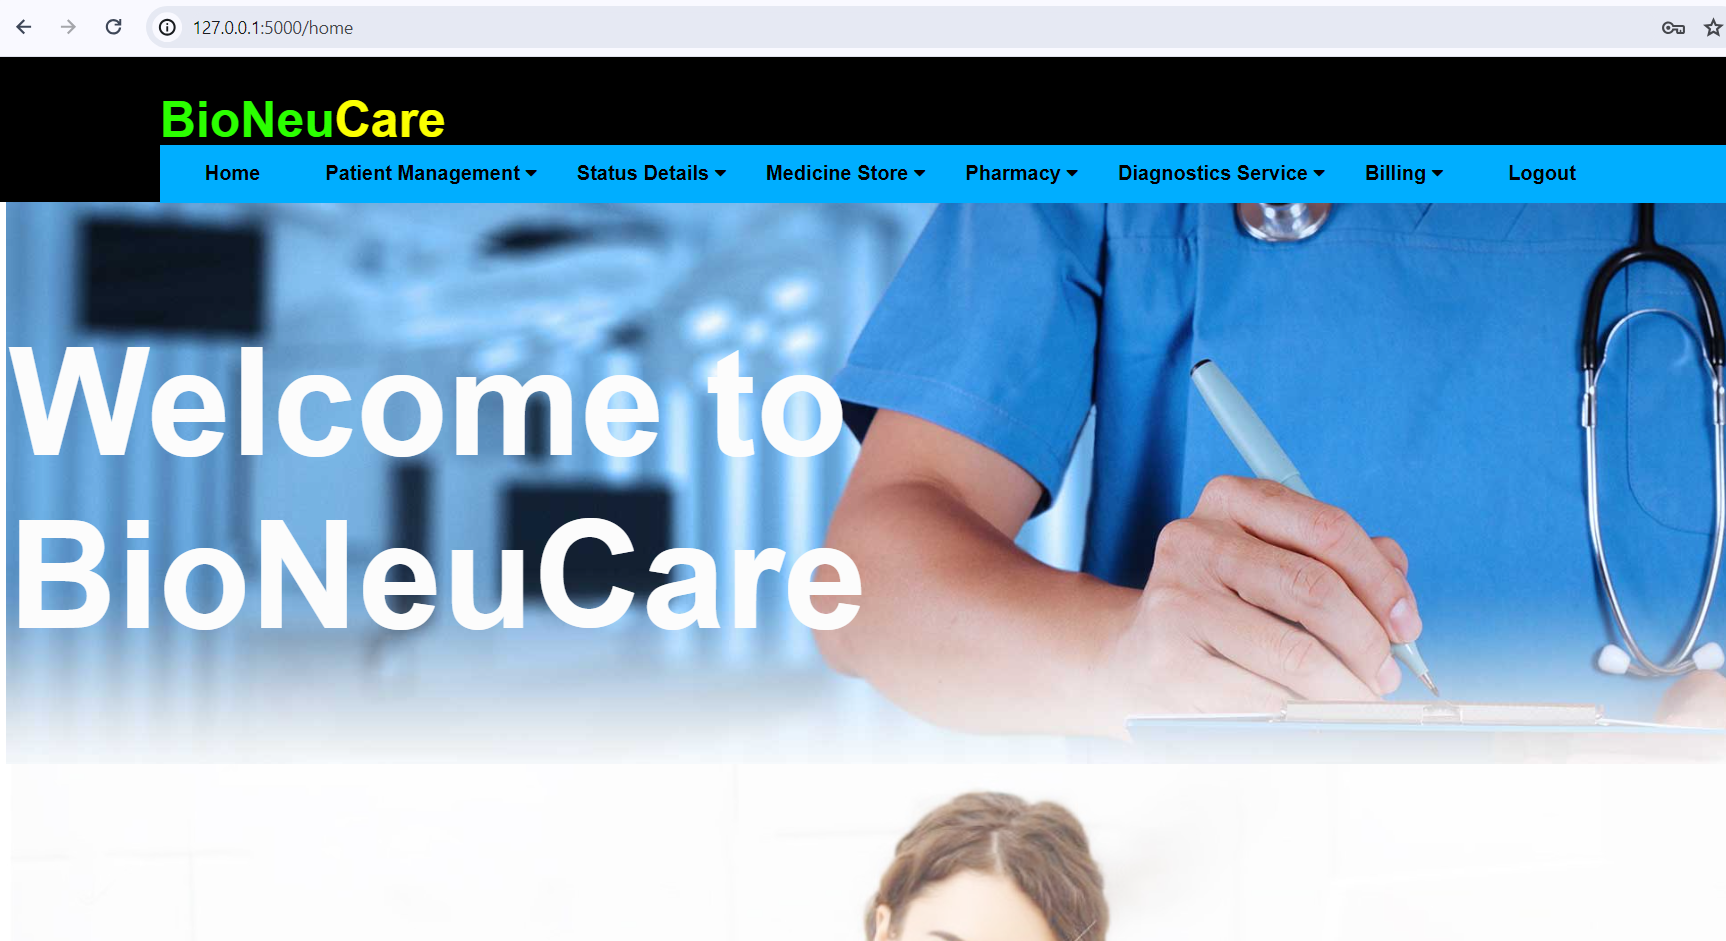 127.0.0.1:5000/home
BioNeuCare
Home Patient Management Status Details Medicine Store Pharmacy Diagnostics Service Billing Logout
Welcome to
BioNeuCare